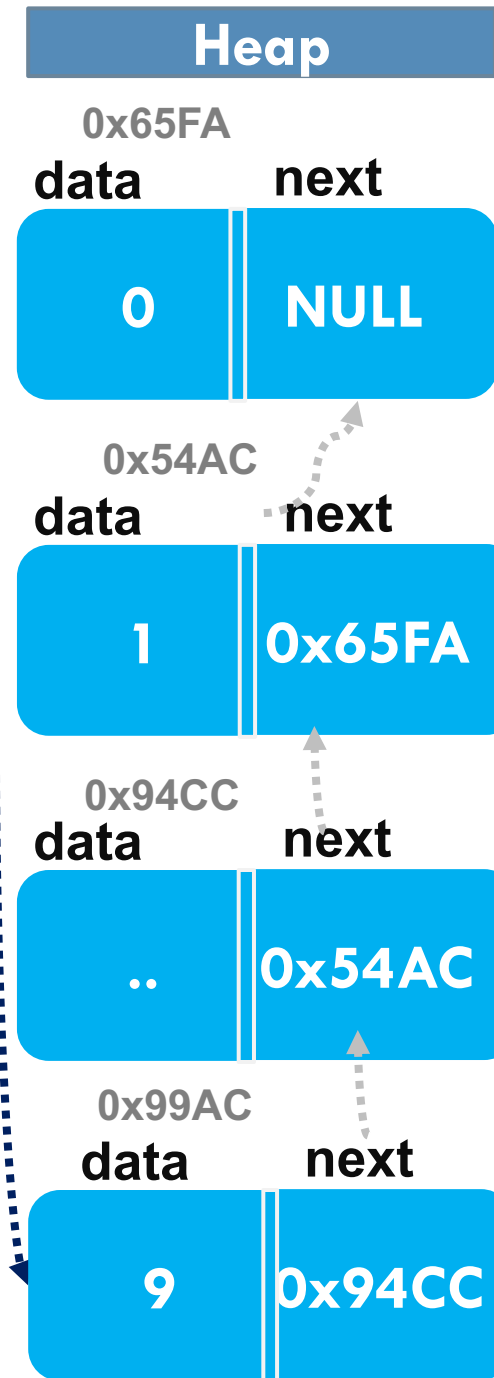 Heap
0x65FA
data next
0 NULL
0x54AC
data next
1 0x65FA
0x94CC
data next
.. 0x54AC
0x99AC
data next
9 0x94CC